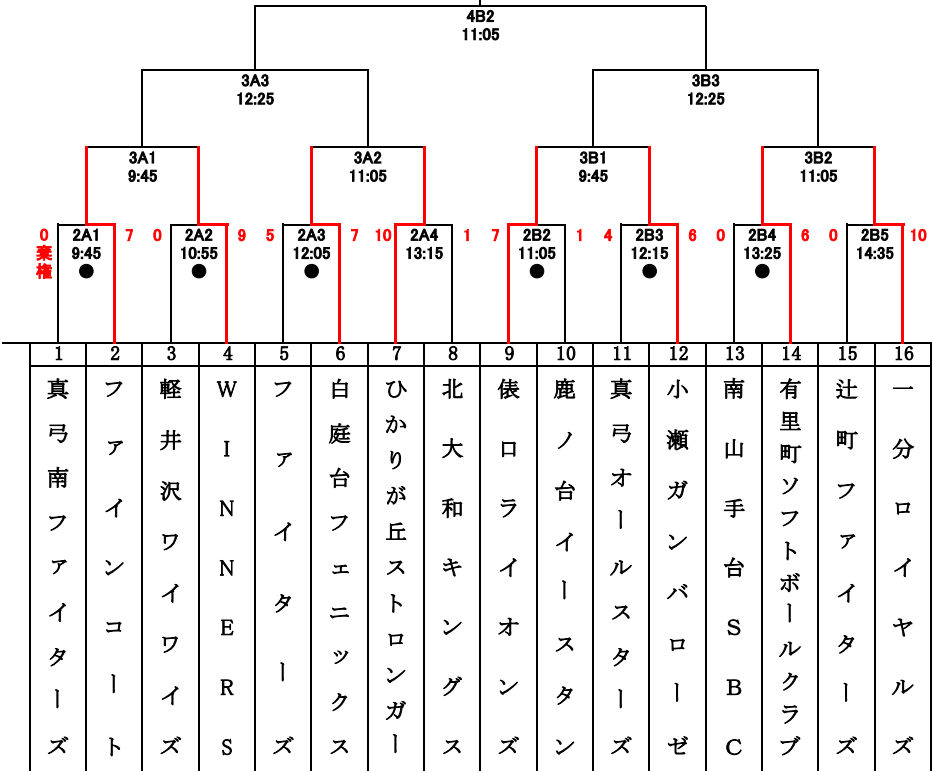 4B2
11:05
3A3
12:25
3B3
12:25
3A1
9:45
3A2
11:05
3B1
9:45
3B2
11:05
0 2A1 7 0 2A2 9 5 2A3 7 10 2A4 1 7 2B2 1 4 2B3 6 0 2B4 6 0 2B5 10
棄権 9:45 10:55 12:05 13:15 11:05 12:15 13:25 14:35
1 2 3 4 5 6 7 8 9 10 11 12 13 14 15 16
真弓南ファイターズ
ファインコート
軽井沢ワイワイズ
WINNERS
ファイターズ
白庭台フェニックス
ひかりが丘ストロンガー
北大和キングス
俵口ライオンズ
鹿ノ台イースタン
真弓オールスターズ
小瀬ガンバローゼ
南山手台SBC
有里町ソフトボールクラブ
辻町ファイターズ
一分ロイヤルズ